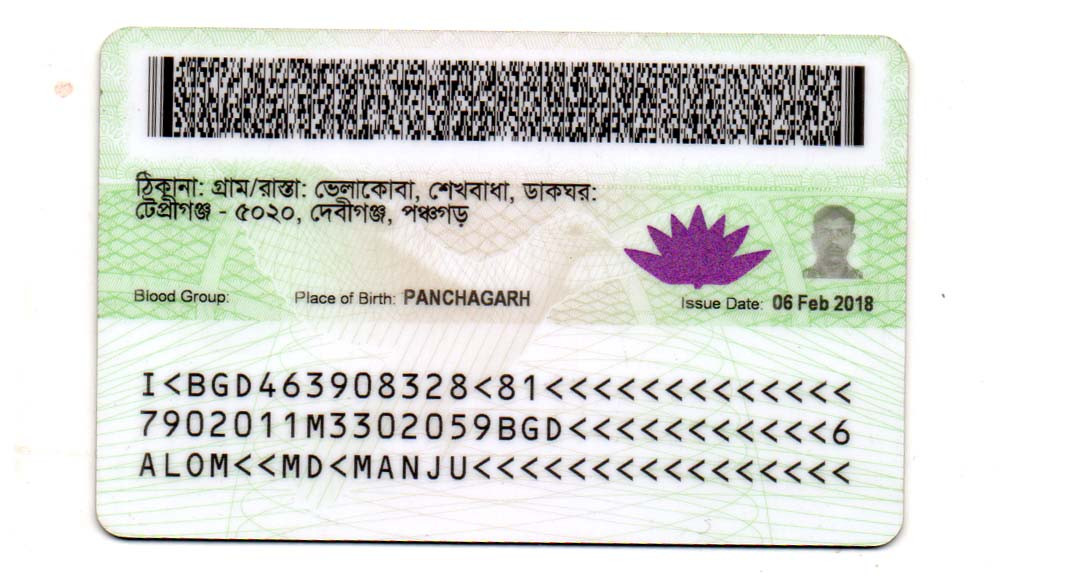 ঠিকানা: গ্রাম/রাস্তা: ভেলাকোবা, শেখবাধা, ডাকঘর:
টেপ্রীগঞ্জ - ৫০২০, দেবীগঞ্জ, পঞ্চগড়
Blood Group: Place of Birth: PANCHAGARH Issue Date: 06 Feb 2018
I<BGD463908328<81<<<<<<<<<<<<<
7902011M3302059BGD<<<<<<<<<<<6
ALOM<<MD<MANJU<<<<<<<<<<<<<<<<